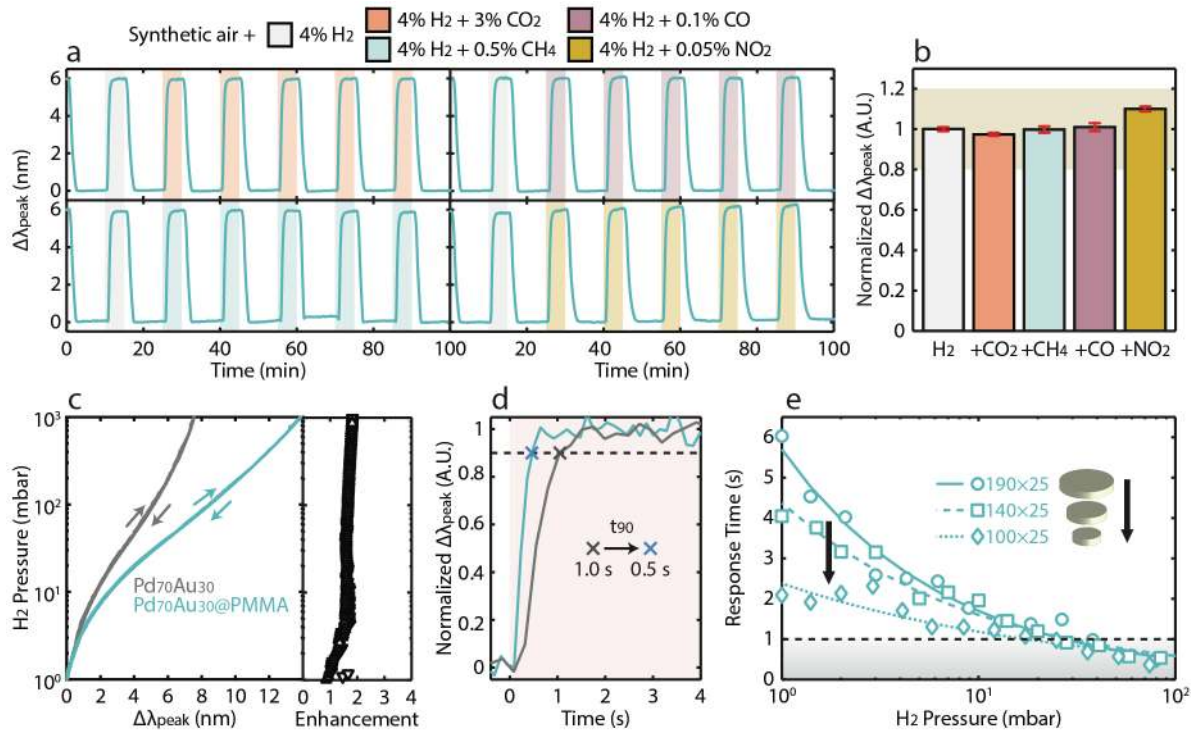 Synthetic air + 4% H2
4% H2 + 3% CO2
4% H2 + 0.1% CO
4% H2 + 0.5% CH4
4% H2 + 0.05% NO2
a
Δλpeak (nm)
6
4
2
0
6
4
2
0
0 20 40 60 80 100
20 40 60 80 100
Time (min)
Time (min)
b
Normalized Δλpeak (A.U.)
1.2
1
0.8
0.6
0.4
0.2
0
H2 +CO2 +CH4 +CO +NO2
c
H2 Pressure (mbar)
10³
10²
10¹
10⁰
Pd70Au30
Pd70Au30@PMMA
0 2 4 6 8 10 12
0 2 4
Δλpeak (nm)
Enhancement
d
Normalized Δλpeak (A.U.)
1
0.8
0.6
0.4
0.2
0
t90
1.0 s 0.5 s
0 1 2 3 4
Time (s)
e
Response Time (s)
6
5
4
3
2
1
0
190×25
140×25
100×25
10⁰ 10¹ 10²
H2 Pressure (mbar)